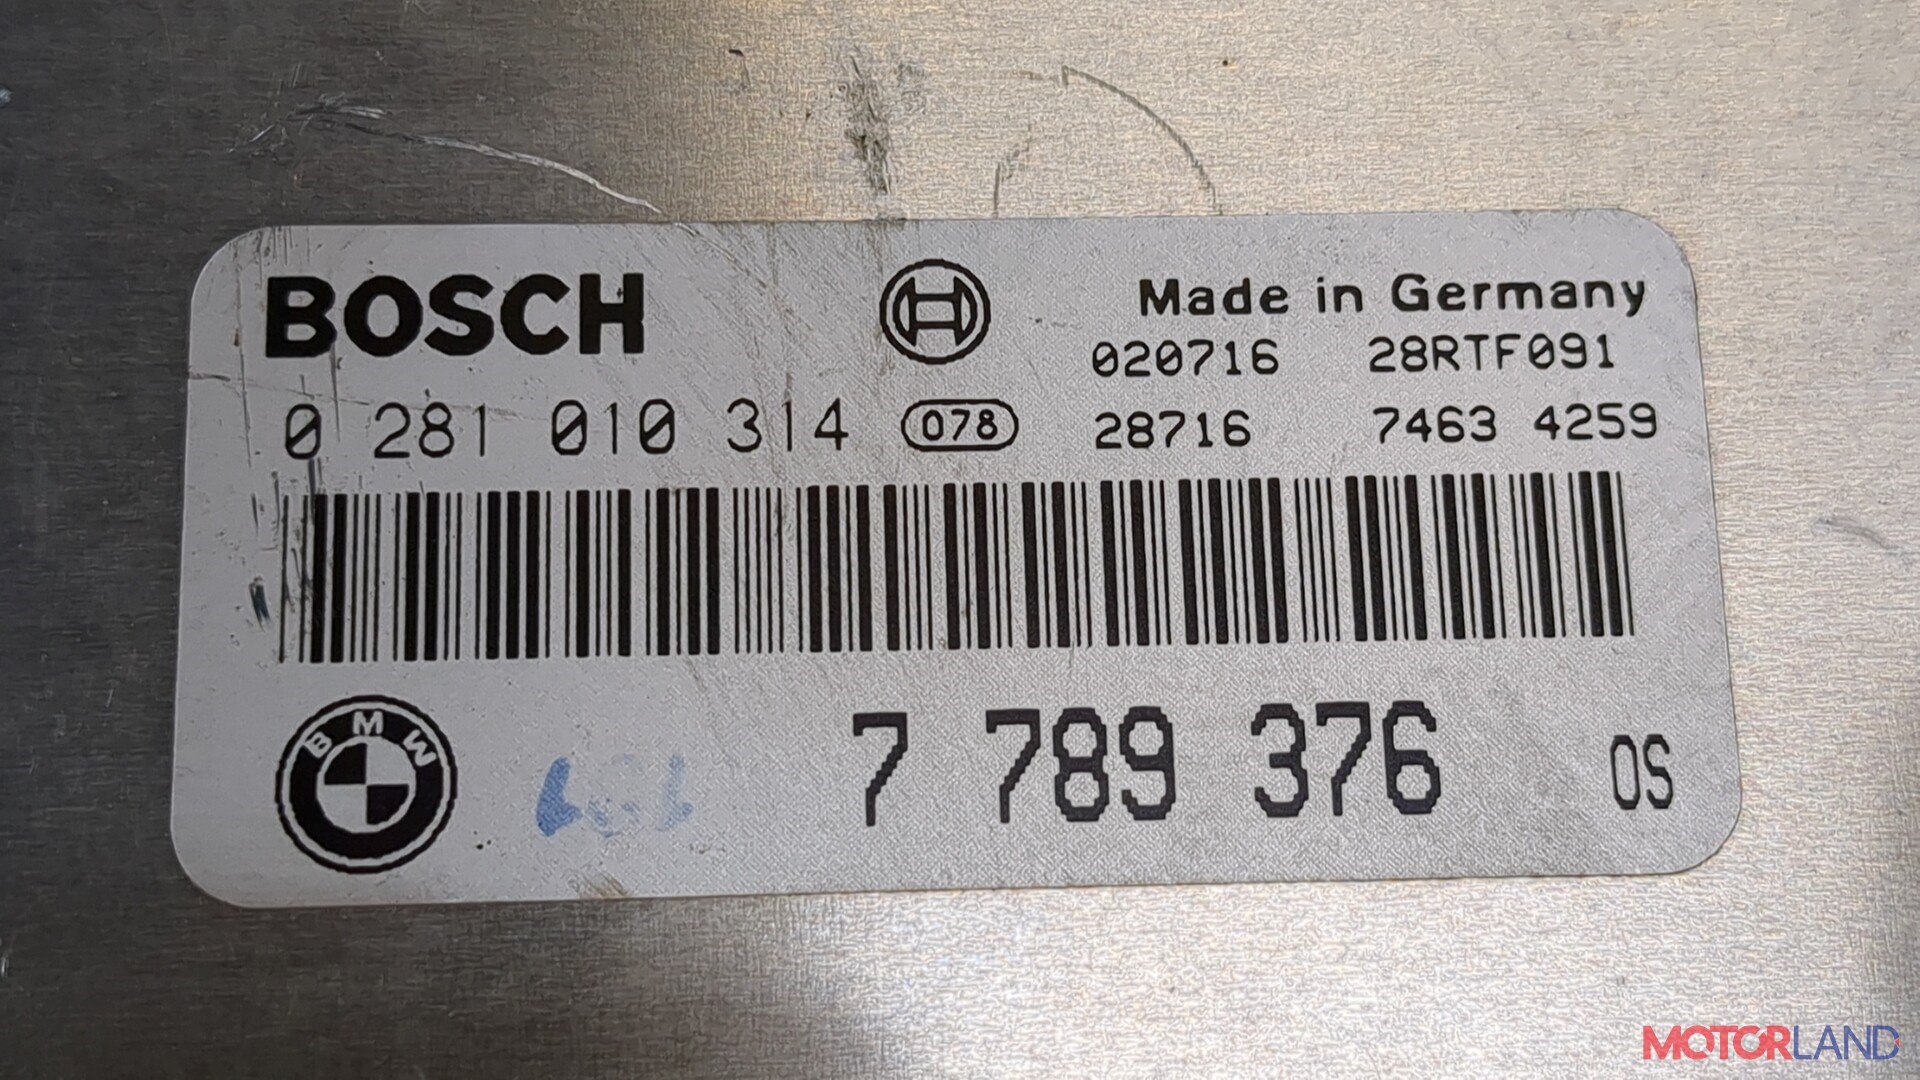 BOSCH
Made in Germany
020716 28RTF091
0 281 010 314 078 28716 7463 4259
BMW
7 789 376 OS
MOTORLAND